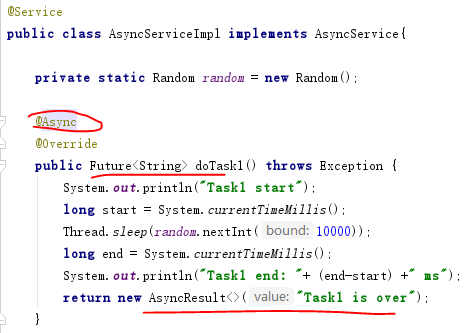 @Service
public class AsyncServiceImpl implements AsyncService{
private static Random random = new Random();
@Async
@Override
public Future<String> doTask1() throws Exception {
System.out.println("Task1 start");
long start = System.currentTimeMillis();
Thread.sleep(random.nextInt( bound: 10000));
long end = System.currentTimeMillis();
System.out.println("Task1 end: "+ (end-start) +" ms");
return new AsyncResult<>( value: "Task1 is over");
}